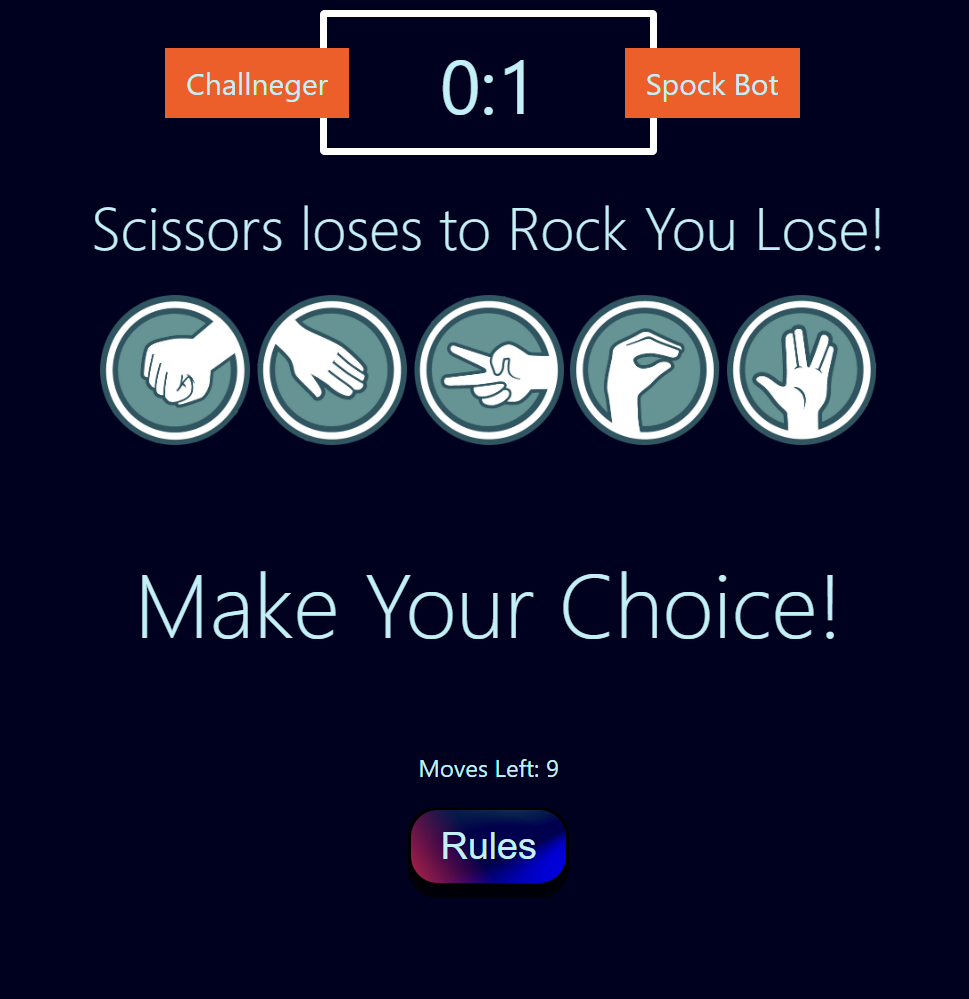 Challneger
0:1
Spock Bot
Scissors loses to Rock You Lose!
Make Your Choice!
Moves Left: 9
Rules